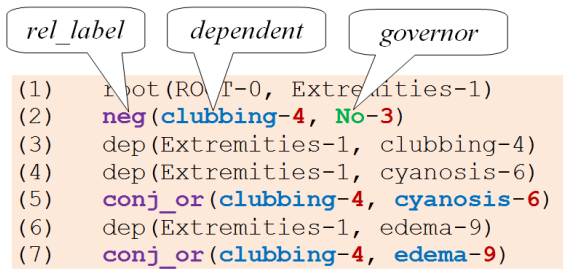 rel_label dependent governor
(1) root(ROOT-0, Extremities-1)
(2) neg(clubbing-4, No-3)
(3) dep(Extremities-1, clubbing-4)
(4) dep(Extremities-1, cyanosis-6)
(5) conj_or(clubbing-4, cyanosis-6)
(6) dep(Extremities-1, edema-9)
(7) conj_or(clubbing-4, edema-9)